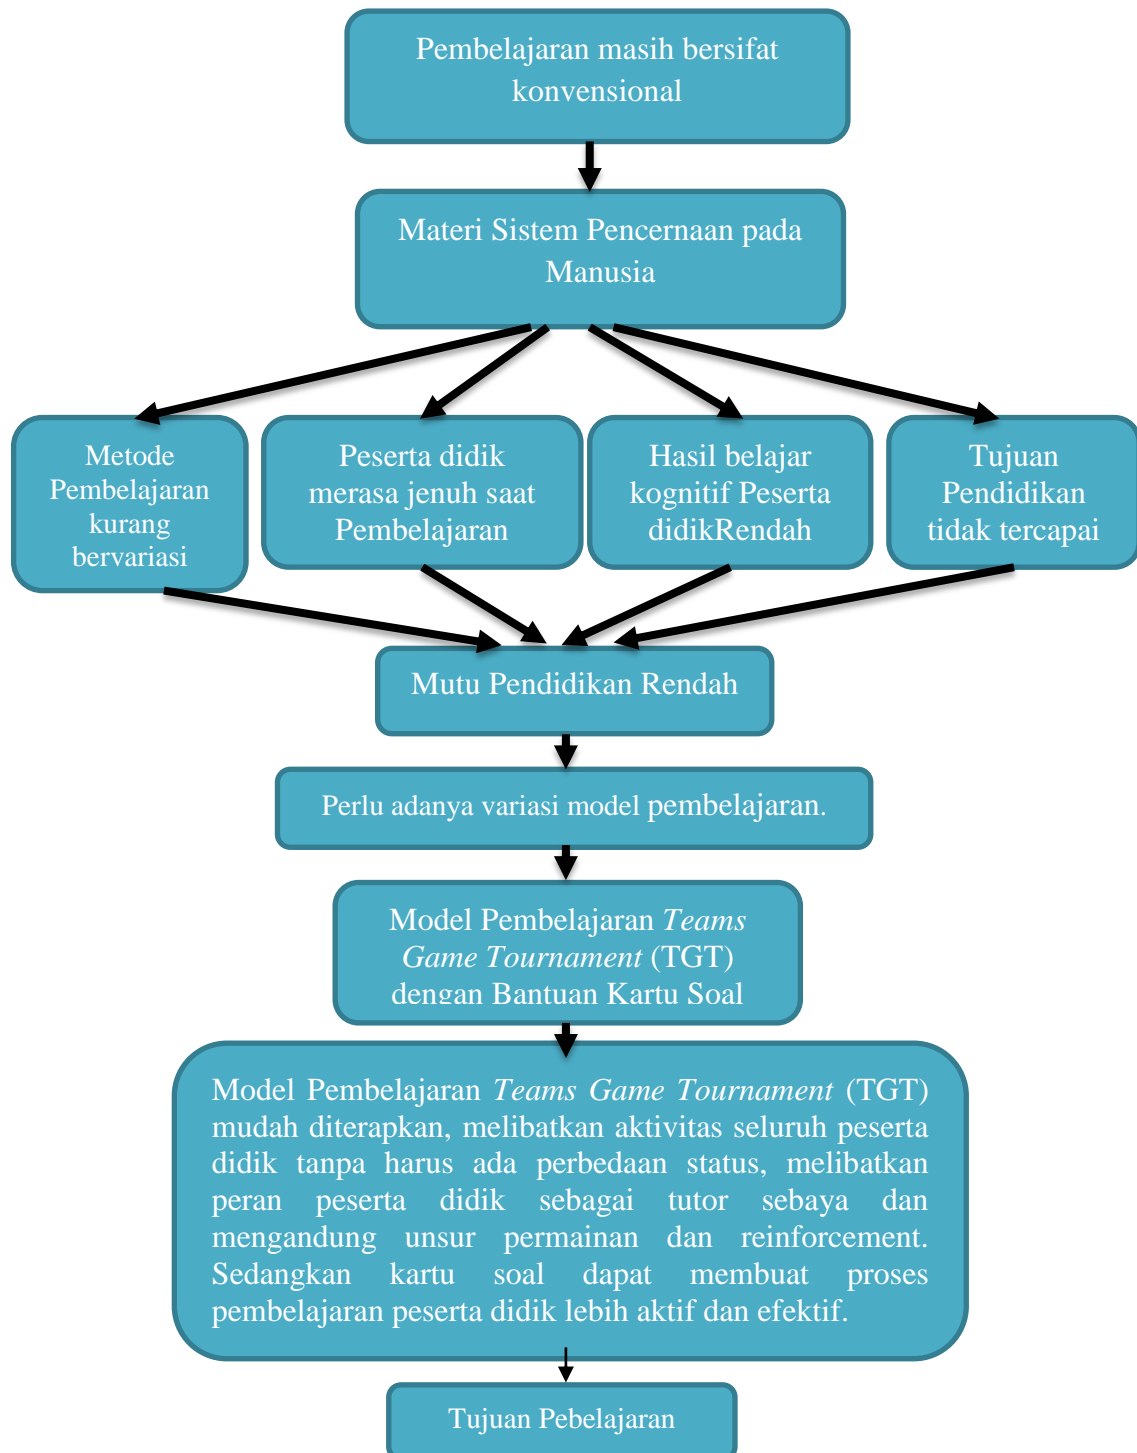 Pembelajaran masih bersifat
konvensional
Materi Sistem Pencernaan pada
Manusia
Metode
Pembelajaran
kurang
bervariasi
Peserta didik
merasa jenuh saat
Pembelajaran
Hasil belajar
kognitif Peserta
didikRendah
Tujuan
Pendidikan
tidak tercapai
Mutu Pendidikan Rendah
Perlu adanya variasi model pembelajaran.
Model Pembelajaran Teams
Game Tournament (TGT)
dengan Bantuan Kartu Soal
Model Pembelajaran Teams Game Tournament (TGT)
mudah diterapkan, melibatkan aktivitas seluruh peserta
didik tanpa harus ada perbedaan status, melibatkan
peran peserta didik sebagai tutor sebaya dan
mengandung unsur permainan dan reinforcement.
Sedangkan kartu soal dapat membuat proses
pembelajaran peserta didik lebih aktif dan efektif.
Tujuan Pebelajaran